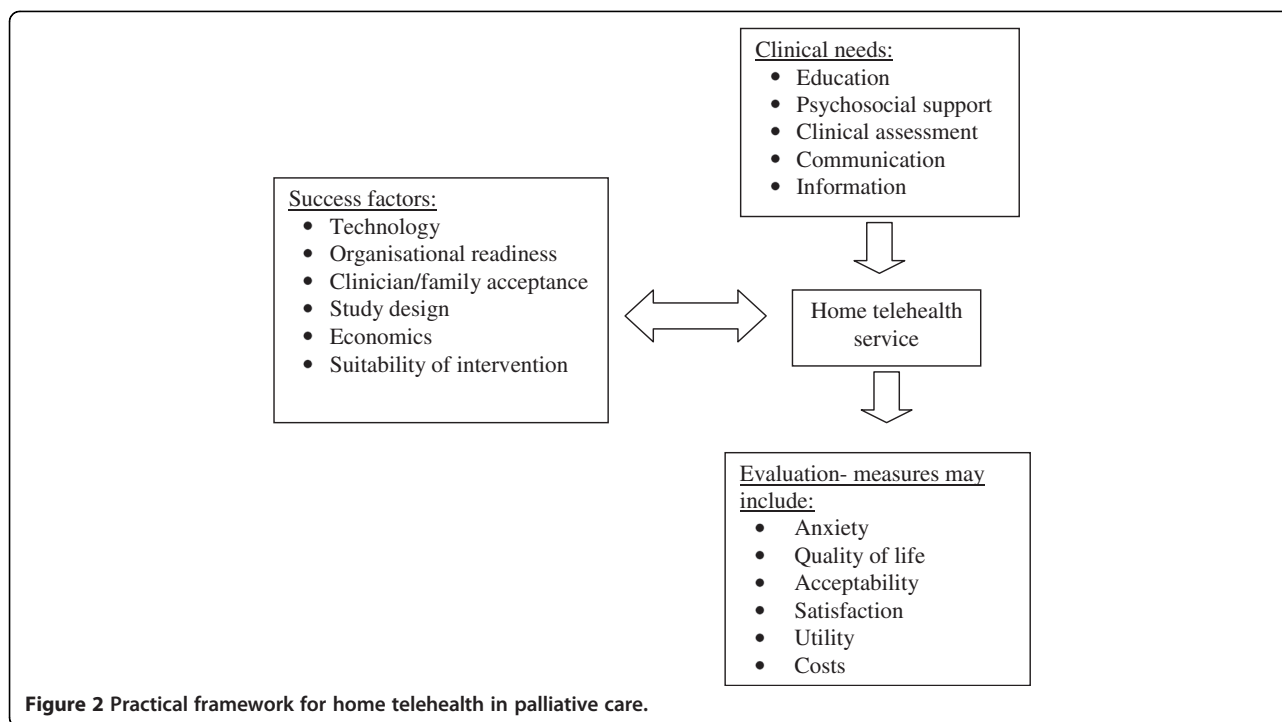 Clinical needs:
• Education
• Psychosocial support
• Clinical assessment
• Communication
• Information
Success factors:
• Technology
• Organisational readiness
• Clinician/family acceptance
• Study design
• Economics
• Suitability of intervention
Home telehealth
service
Evaluation- measures may
include:
• Anxiety
• Quality of life
• Acceptability
• Satisfaction
• Utility
• Costs
Figure 2 Practical framework for home telehealth in palliative care.